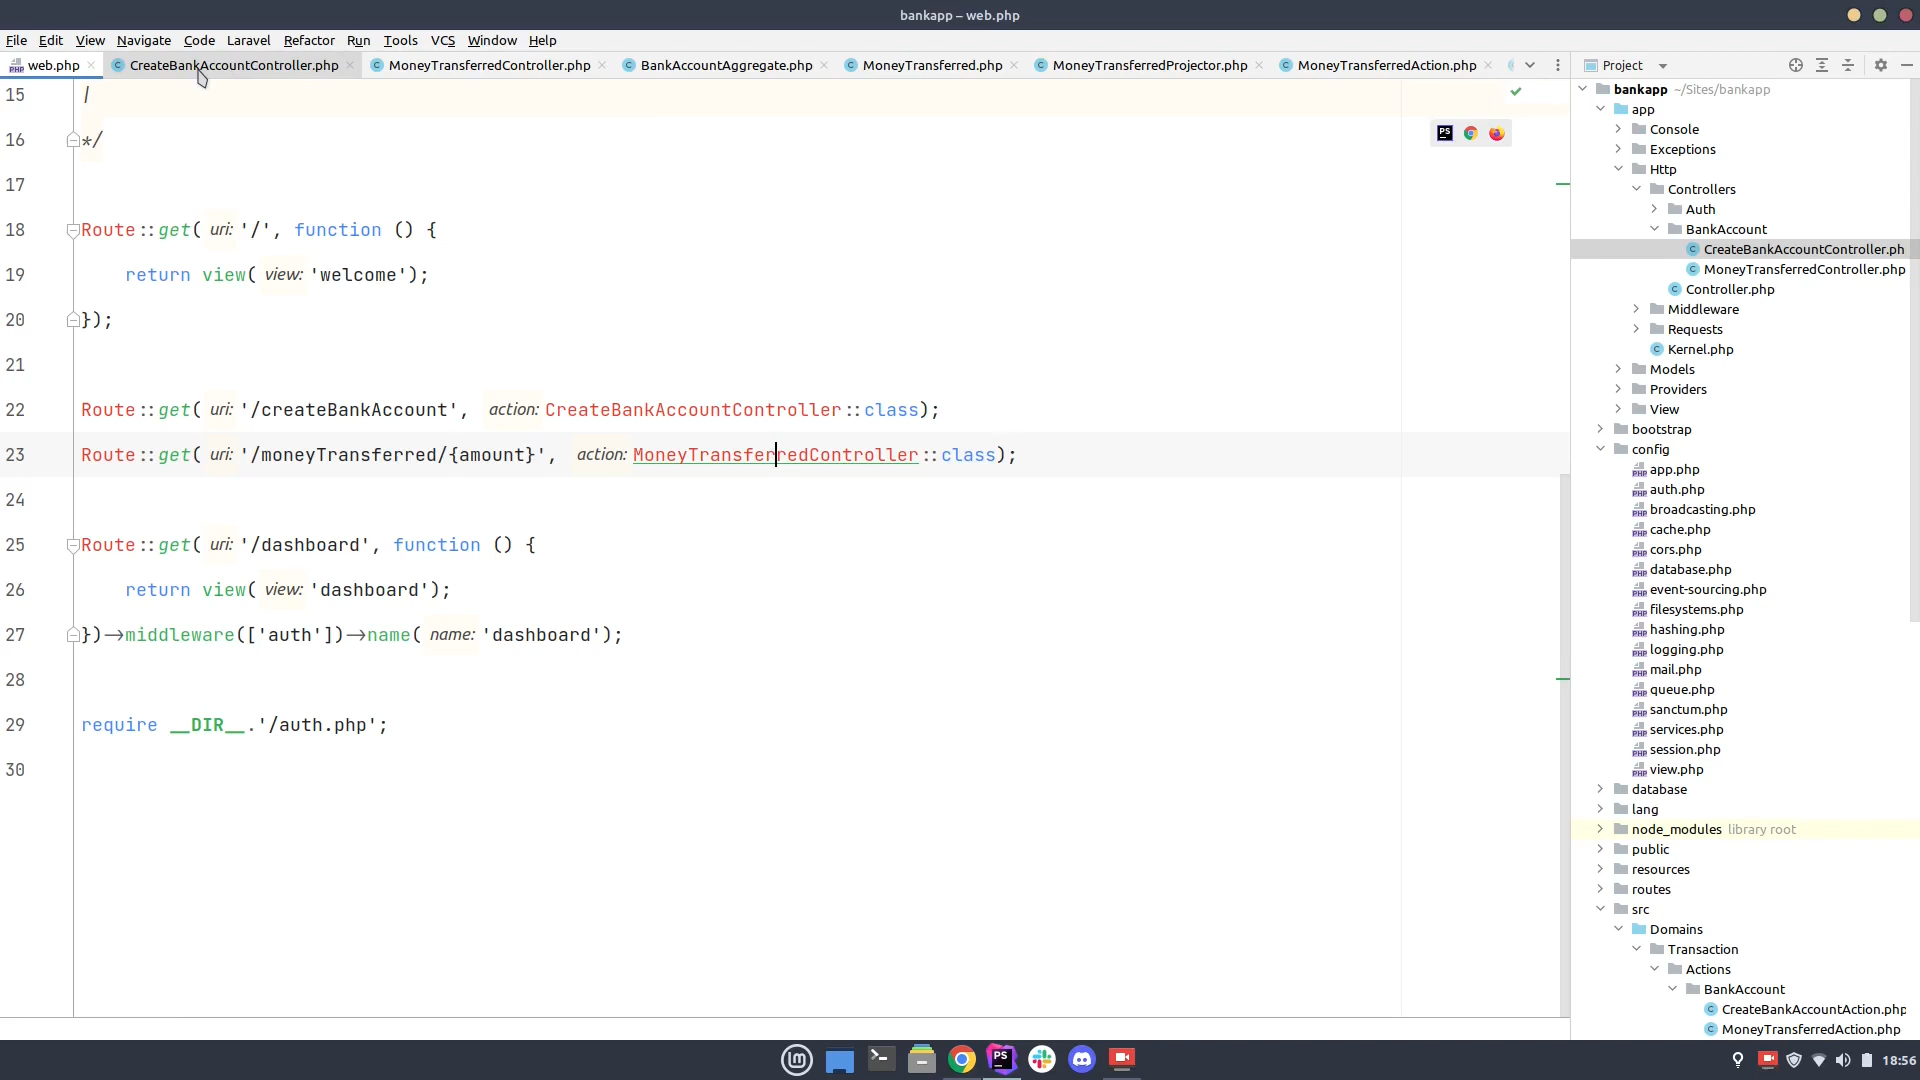 bankapp – web.php
File Edit View Navigate Code Laravel Refactor Run Tools VCS Window Help
web.php CreateBankAccountController.php MoneyTransferredController.php BankAccountAggregate.php MoneyTransferred.php MoneyTransferredProjector.php MoneyTransferredAction.php
15 |
16 */
17
18 Route::get( uri: '/', function () {
19 return view( view: 'welcome');
20 });
21
22 Route::get( uri: '/createBankAccount', action: CreateBankAccountController::class);
23 Route::get( uri: '/moneyTransferred/{amount}', action: MoneyTransferredController::class);
24
25 Route::get( uri: '/dashboard', function () {
26 return view( view: 'dashboard');
27 })->middleware(['auth'])->name( name: 'dashboard');
28
29 require __DIR__.'/auth.php';
30
Project
bankapp ~/Sites/bankapp
app
Console
Exceptions
Http
Controllers
Auth
BankAccount
CreateBankAccountController.ph
MoneyTransferredController.php
Controller.php
Middleware
Requests
Kernel.php
Models
Providers
View
bootstrap
config
app.php
auth.php
broadcasting.php
cache.php
cors.php
database.php
event-sourcing.php
filesystems.php
hashing.php
logging.php
mail.php
queue.php
sanctum.php
services.php
session.php
view.php
database
lang
node_modules library root
public
resources
routes
src
Domains
Transaction
Actions
BankAccount
CreateBankAccountAction.php
MoneyTransferredAction.php
18:56